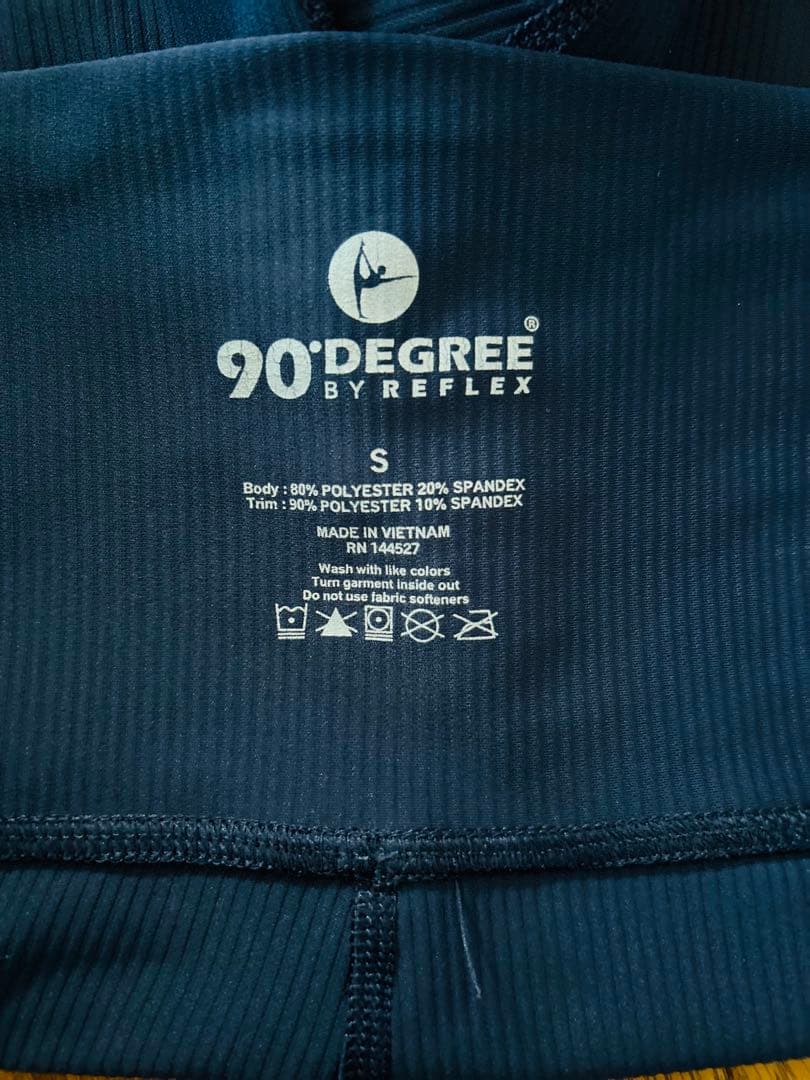 90°DEGREE®
BY REFLEX
S
Body : 80% POLYESTER 20% SPANDEX
Trim : 90% POLYESTER 10% SPANDEX
MADE IN VIETNAM
RN 144527
Wash with like colors
Turn garment inside out
Do not use fabric softeners